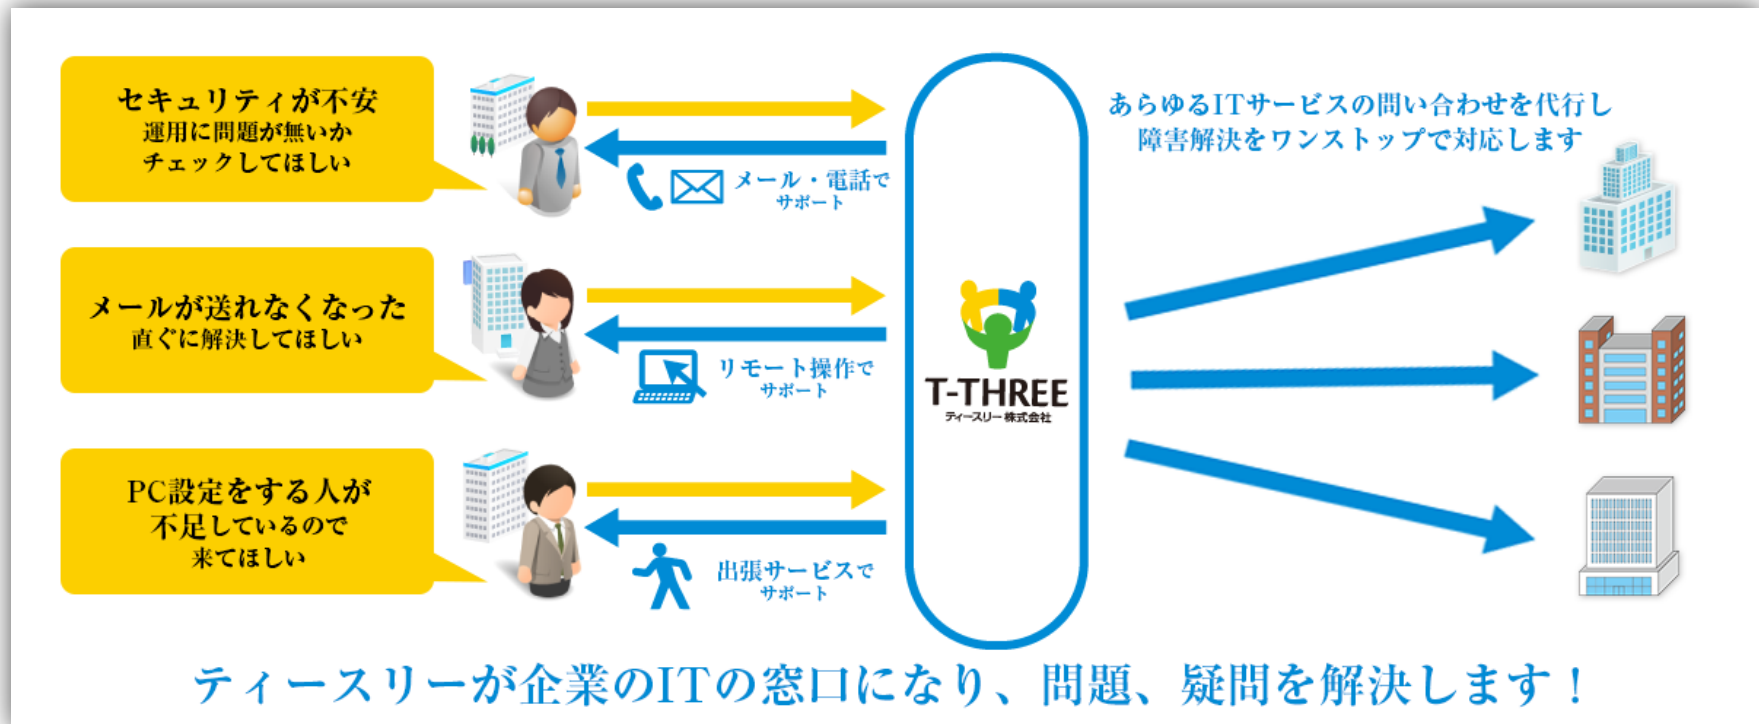 セキュリティが不安
運用に問題が無いか
チェックしてほしい
メール・電話で
サポート
メールが送れなくなった
直ぐに解決してほしい
リモート操作で
サポート
PC設定をする人が
不足しているので
来てほしい
出張サービスで
サポート
T-THREE
ティースリー株式会社
あらゆるITサービスの問い合わせを代行し
障害解決をワンストップで対応します
ティースリーが企業のITの窓口になり、問題、疑問を解決します！